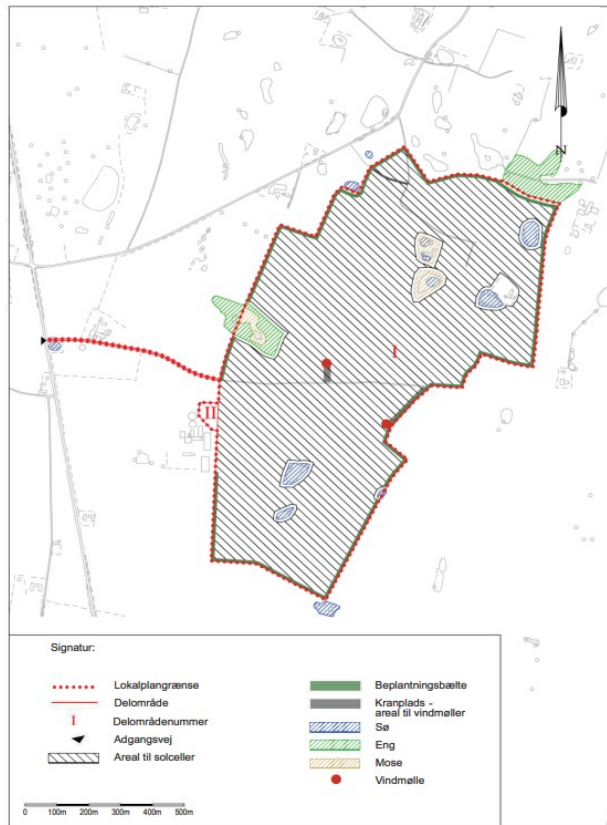 N
I
II
Signatur:
Lokalplangrænse
Delområde
I Delområdenummer
Adgangsvej
Areal til solceller
0 100m 200m 300m 400m 500m
Beplantningsbælte
Kranplads -
areal til vindmøller
Sø
Eng
Mose
Vindmølle